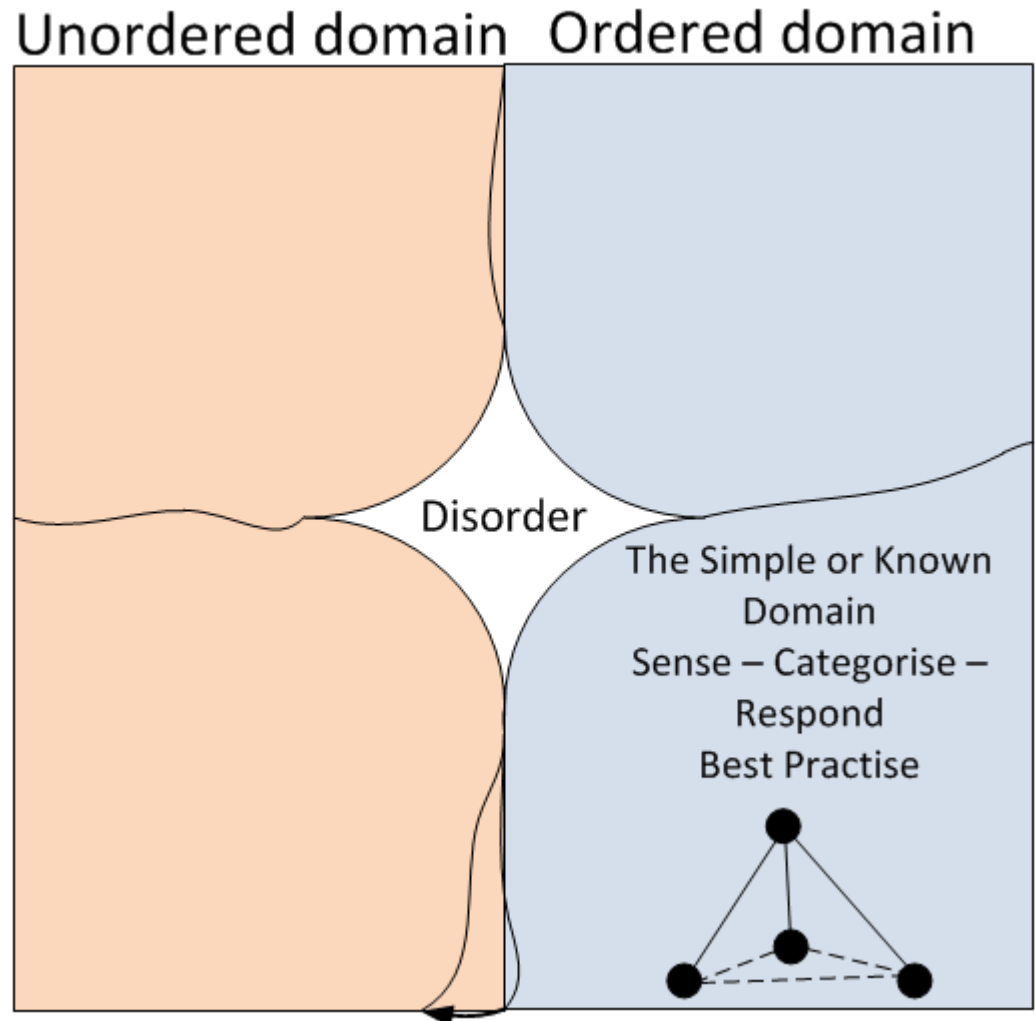 Unordered domain
Ordered domain
Disorder
The Simple or Known
Domain
Sense – Categorise –
Respond
Best Practise